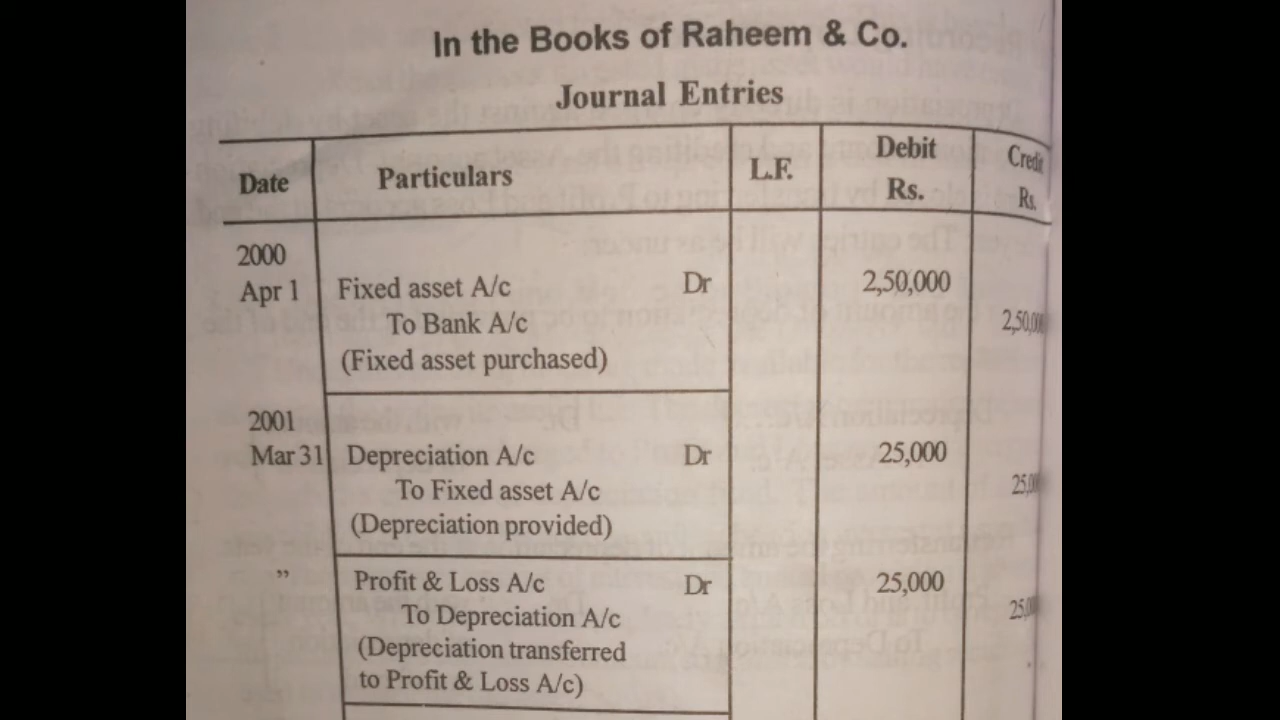 In the Books of Raheem & Co.
Journal Entries
Date Particulars L.F. Debit Rs. Credit Rs.
2000
Apr 1 Fixed asset A/c Dr 2,50,000
To Bank A/c
(Fixed asset purchased)
2001
Mar 31 Depreciation A/c Dr 25,000
To Fixed asset A/c
(Depreciation provided)
” Profit & Loss A/c Dr 25,000
To Depreciation A/c
(Depreciation transferred
to Profit & Loss A/c)